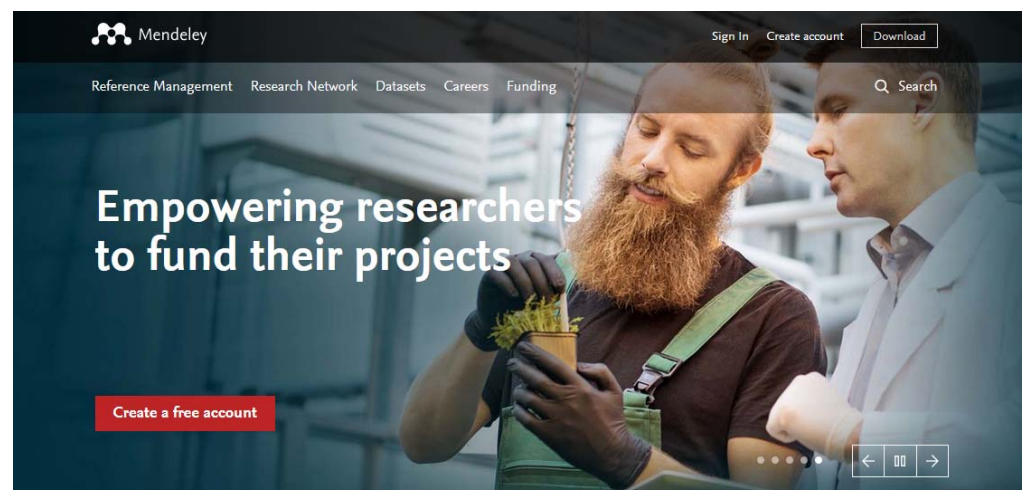 Mendeley
Sign In Create account Download
Reference Management Research Network Datasets Careers Funding
Search
Empowering researchers
to fund their projects
Create a free account